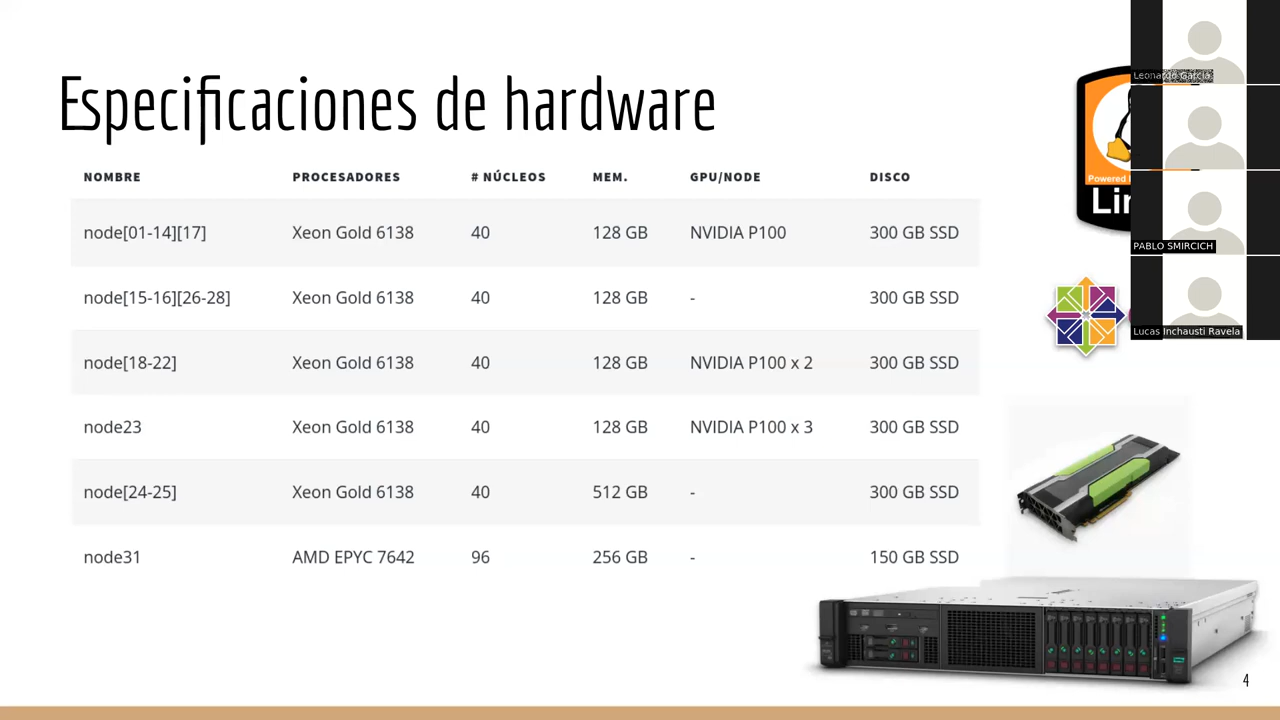 Especificaciones de hardware
NOMBRE PROCESADORES # NÚCLEOS MEM. GPU/NODE DISCO
node[01-14][17] Xeon Gold 6138 40 128 GB NVIDIA P100 300 GB SSD
node[15-16][26-28] Xeon Gold 6138 40 128 GB - 300 GB SSD
node[18-22] Xeon Gold 6138 40 128 GB NVIDIA P100 x 2 300 GB SSD
node23 Xeon Gold 6138 40 128 GB NVIDIA P100 x 3 300 GB SSD
node[24-25] Xeon Gold 6138 40 512 GB - 300 GB SSD
node31 AMD EPYC 7642 96 256 GB - 150 GB SSD
Powered
Leonardo Garcia
PABLO SMIRCICH
Lucas Inchausti Ravela
4